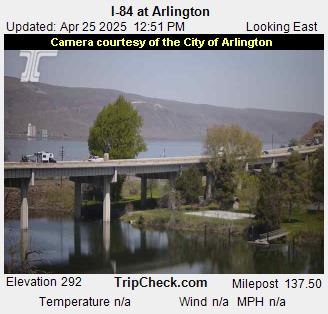 I-84 at Arlington
Updated: Apr 25 2025 12:51 PM Looking East
Camera courtesy of the City of Arlington
Elevation 292 TripCheck.com Milepost 137.50
Temperature n/a Wind n/a MPH n/a